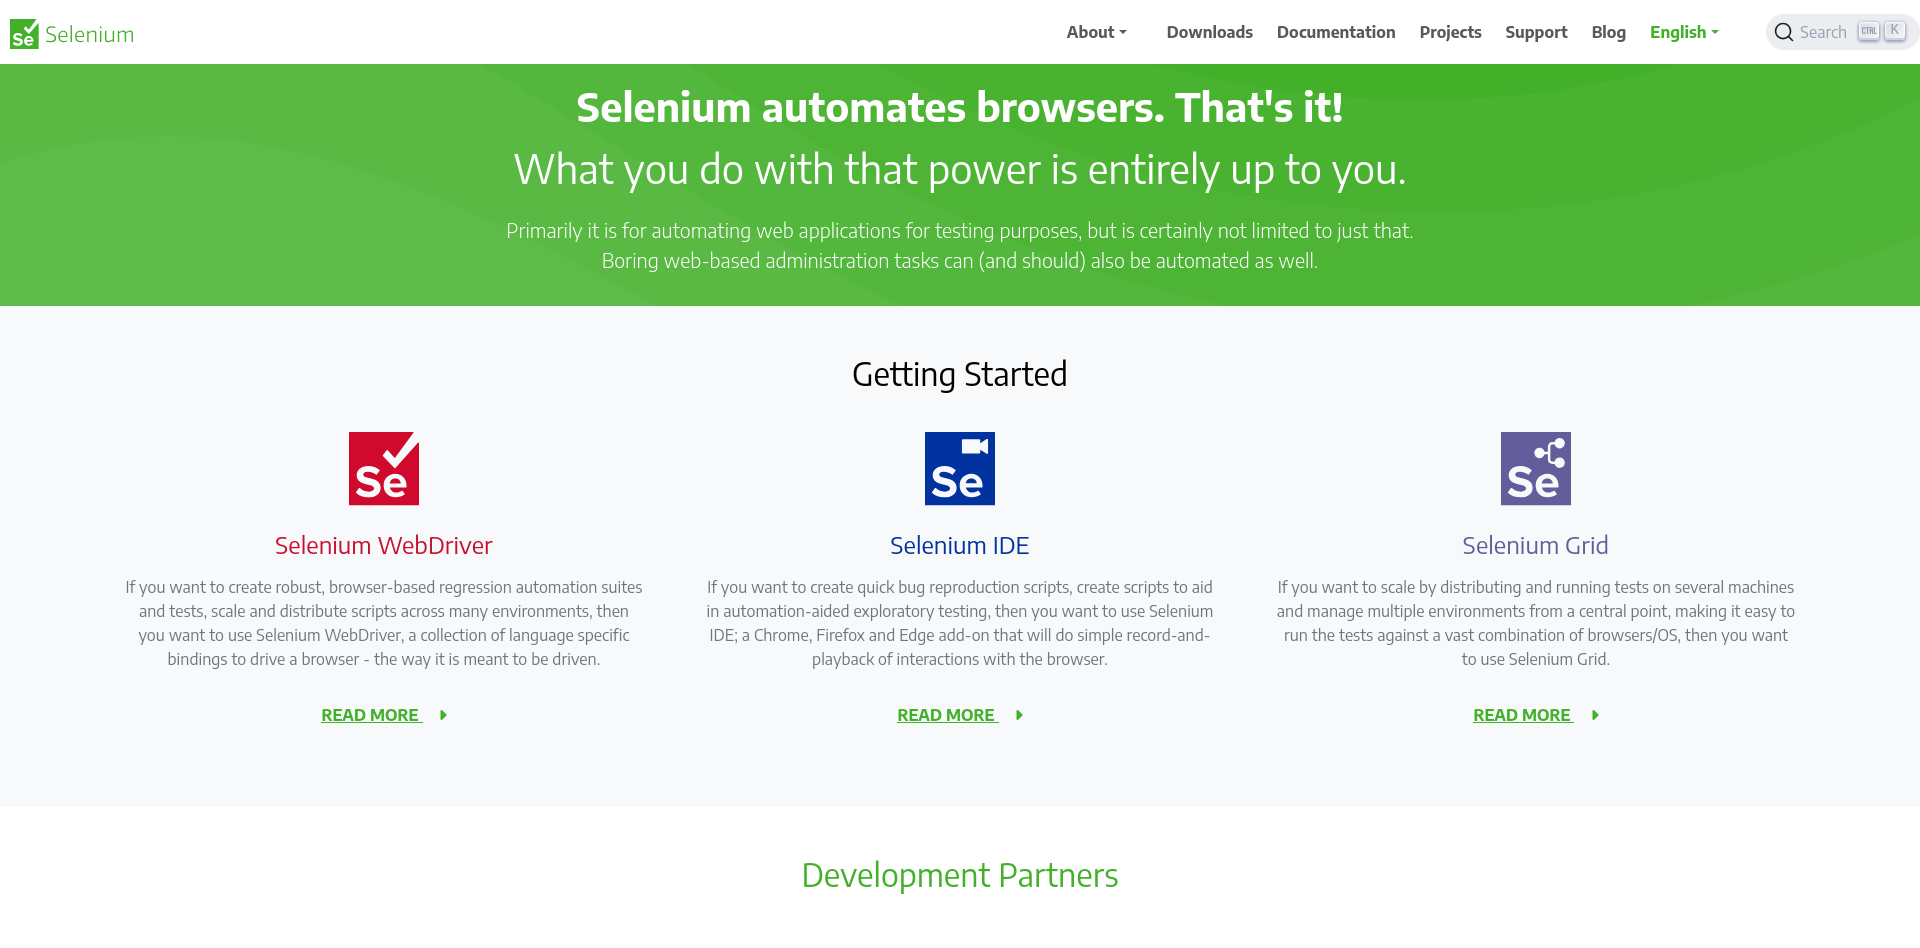 Se Selenium About Downloads Documentation Projects Support Blog English Search CTRL K
Selenium automates browsers. That's it!
What you do with that power is entirely up to you.
Primarily it is for automating web applications for testing purposes, but is certainly not limited to just that.
Boring web-based administration tasks can (and should) also be automated as well.
Getting Started
Se
Selenium WebDriver
If you want to create robust, browser-based regression automation suites
and tests, scale and distribute scripts across many environments, then
you want to use Selenium WebDriver, a collection of language specific
bindings to drive a browser - the way it is meant to be driven.
READ MORE
Se
Selenium IDE
If you want to create quick bug reproduction scripts, create scripts to aid
in automation-aided exploratory testing, then you want to use Selenium
IDE; a Chrome, Firefox and Edge add-on that will do simple record-and-
playback of interactions with the browser.
READ MORE
Se
Selenium Grid
If you want to scale by distributing and running tests on several machines
and manage multiple environments from a central point, making it easy to
run the tests against a vast combination of browsers/OS, then you want
to use Selenium Grid.
READ MORE
Development Partners